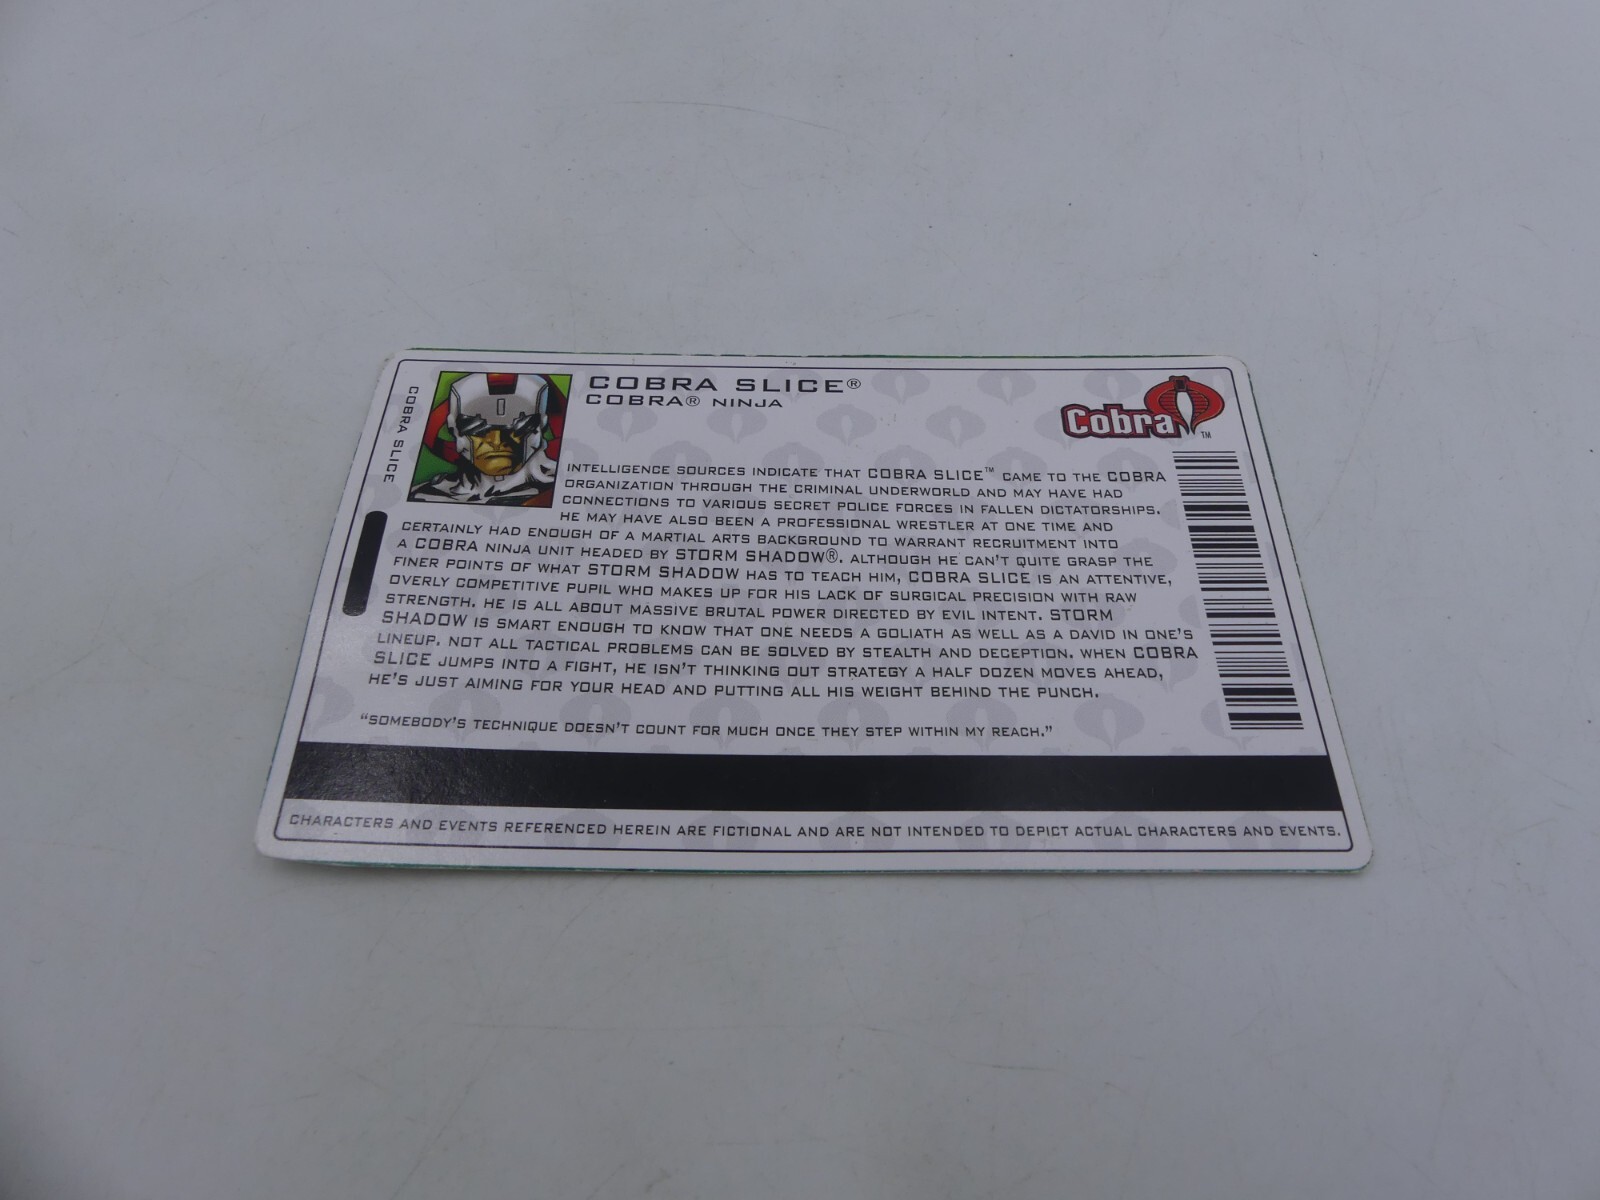 COBRA SLICE®
COBRA® NINJA
Cobra™
COBRA SLICE
INTELLIGENCE SOURCES INDICATE THAT COBRA SLICE™ CAME TO THE COBRA
ORGANIZATION THROUGH THE CRIMINAL UNDERWORLD AND MAY HAVE HAD
CONNECTIONS TO VARIOUS SECRET POLICE FORCES IN FALLEN DICTATORSHIPS.
HE MAY HAVE ALSO BEEN A PROFESSIONAL WRESTLER AT ONE TIME AND
CERTAINLY HAD ENOUGH OF A MARTIAL ARTS BACKGROUND TO WARRANT RECRUITMENT INTO
A COBRA NINJA UNIT HEADED BY STORM SHADOW®. ALTHOUGH HE CAN'T QUITE GRASP THE
FINER POINTS OF WHAT STORM SHADOW HAS TO TEACH HIM, COBRA SLICE IS AN ATTENTIVE,
OVERLY COMPETITIVE PUPIL WHO MAKES UP FOR HIS LACK OF SURGICAL PRECISION WITH RAW
STRENGTH. HE IS ALL ABOUT MASSIVE BRUTAL POWER DIRECTED BY EVIL INTENT. STORM
SHADOW IS SMART ENOUGH TO KNOW THAT ONE NEEDS A GOLIATH AS WELL AS A DAVID IN ONE'S
LINEUP. NOT ALL TACTICAL PROBLEMS CAN BE SOLVED BY STEALTH AND DECEPTION. WHEN COBRA
SLICE JUMPS INTO A FIGHT, HE ISN'T THINKING OUT STRATEGY A HALF DOZEN MOVES AHEAD,
HE'S JUST AIMING FOR YOUR HEAD AND PUTTING ALL HIS WEIGHT BEHIND THE PUNCH.
"SOMEBODY'S TECHNIQUE DOESN'T COUNT FOR MUCH ONCE THEY STEP WITHIN MY REACH."
CHARACTERS AND EVENTS REFERENCED HEREIN ARE FICTIONAL AND ARE NOT INTENDED TO DEPICT ACTUAL CHARACTERS AND EVENTS.